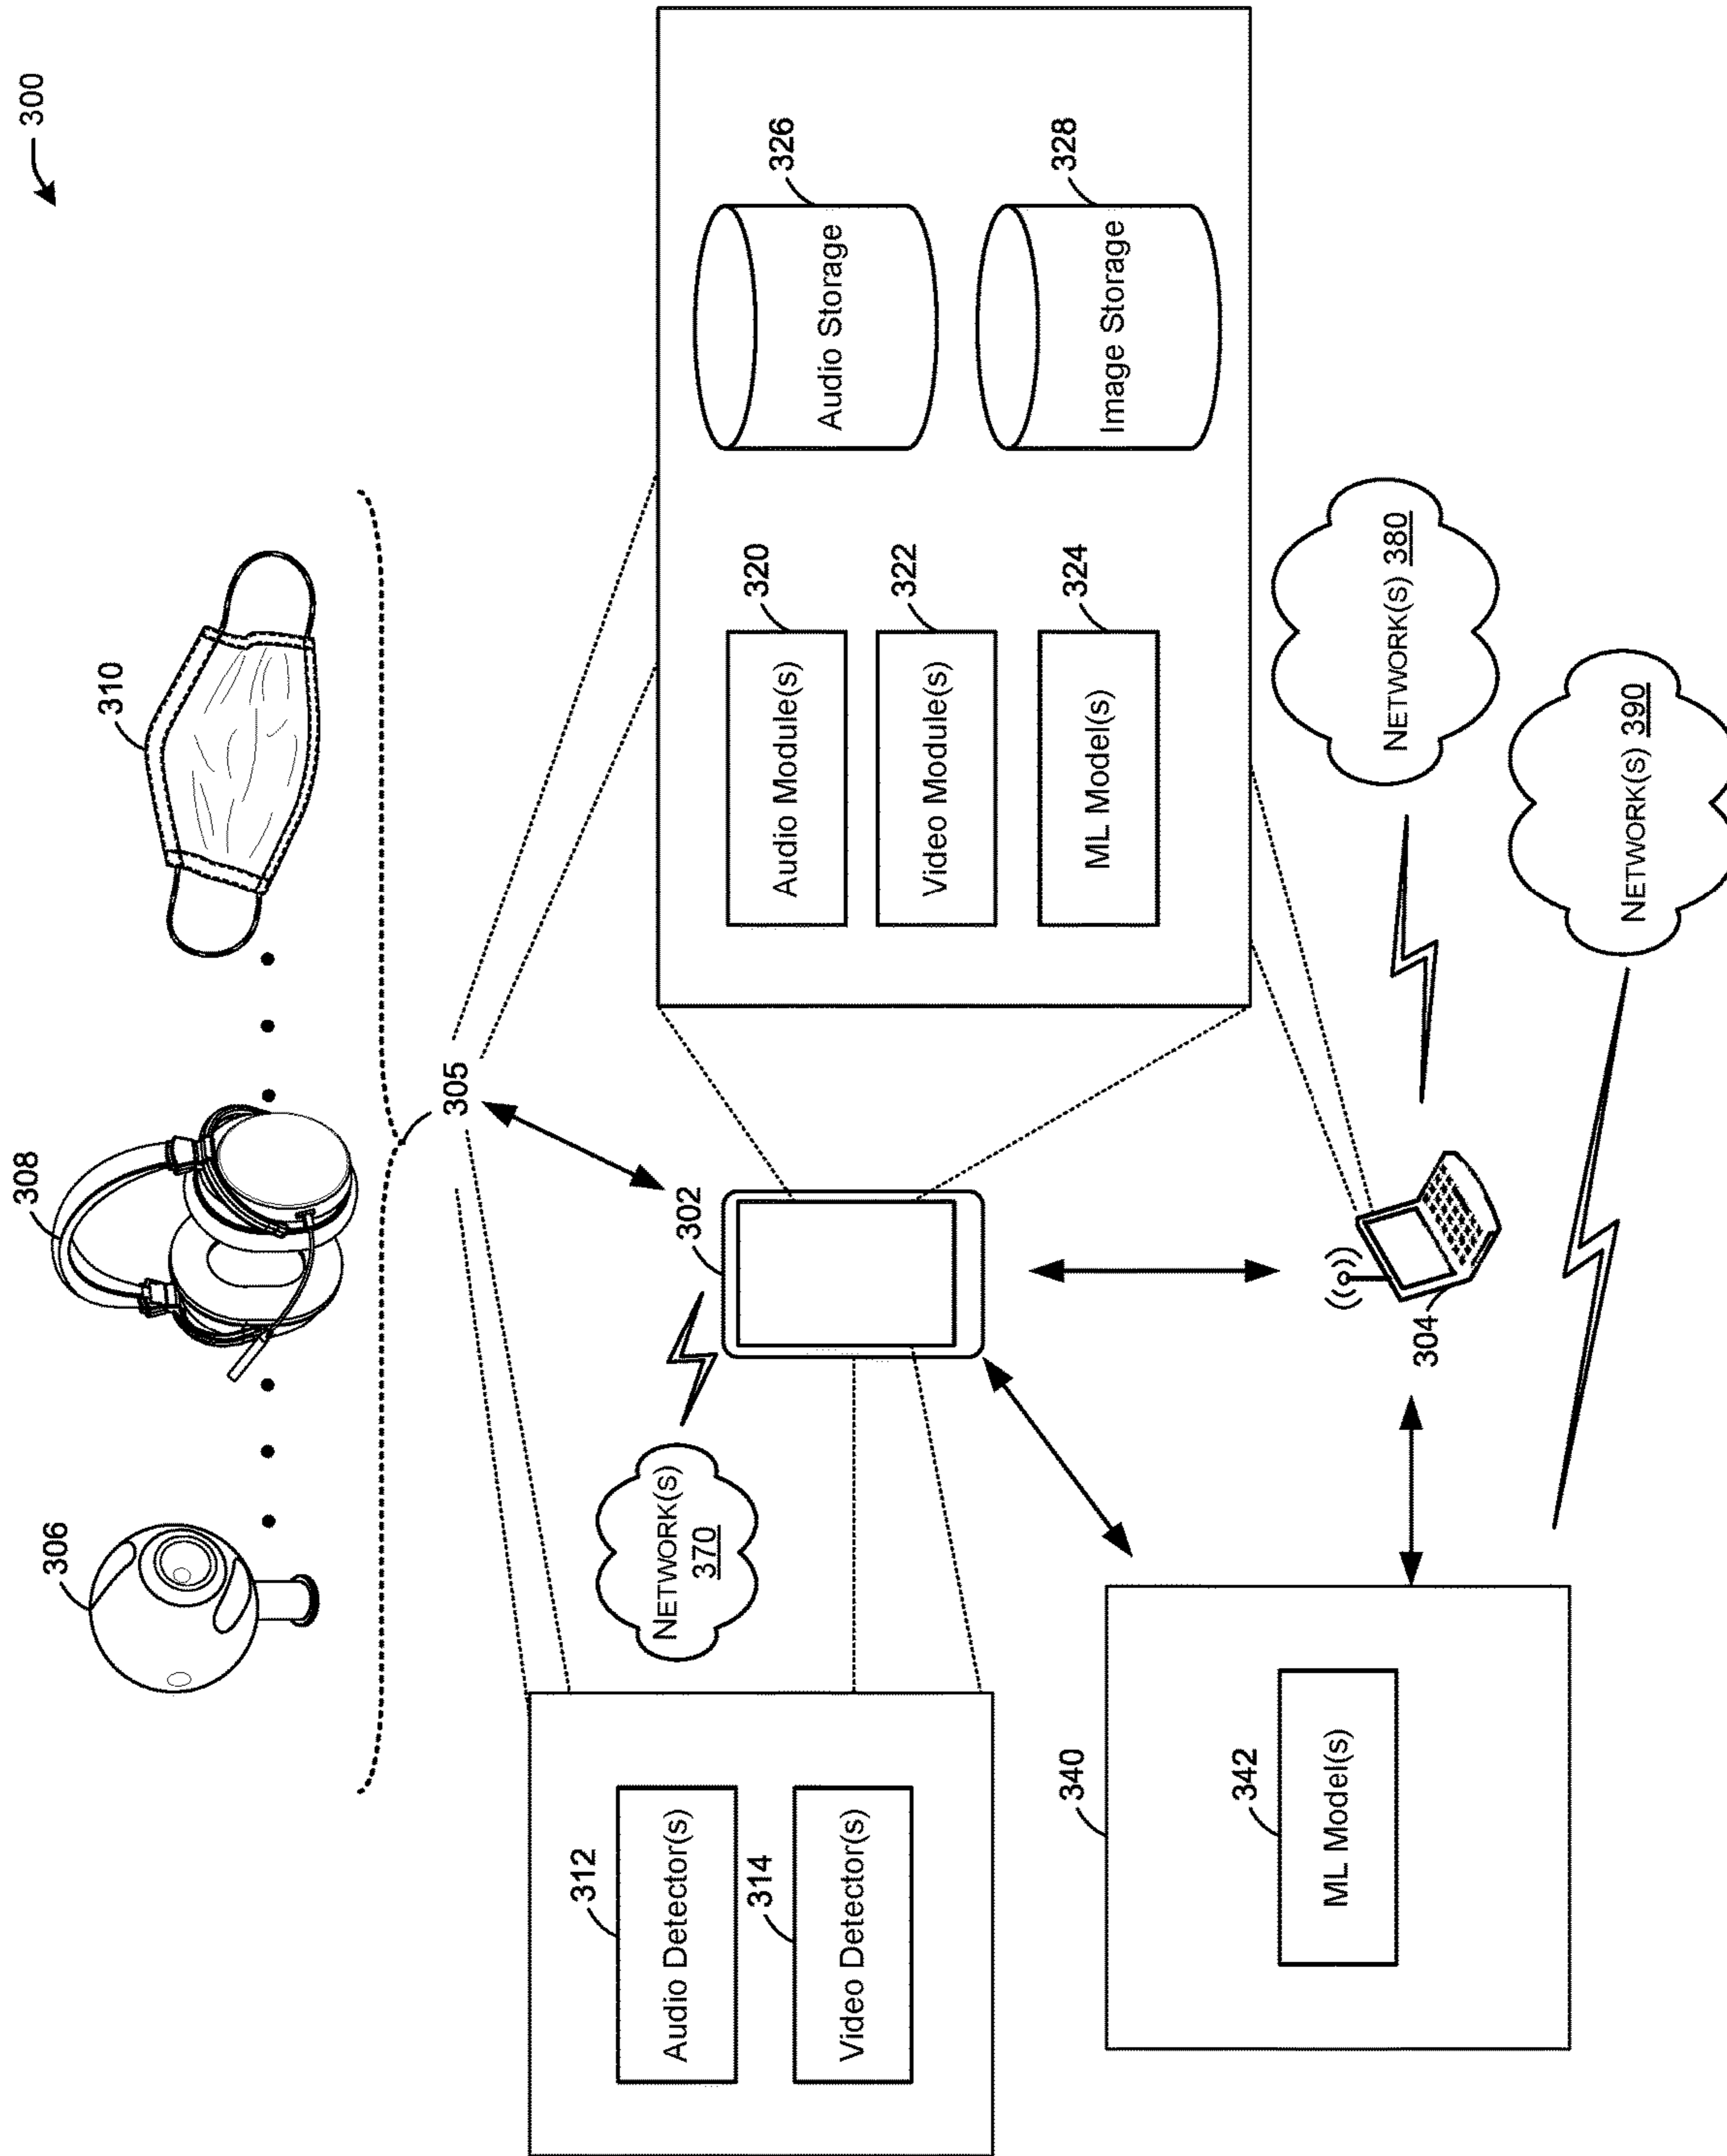 300
306
308
310
305
312
Audio Detector(s)
314
Video Detector(s)
NETWORK(s)
370
302
320
Audio Module(s)
322
Video Module(s)
324
ML Model(s)
326
Audio Storage
328
Image Storage
340
342
ML Model(s)
304
NETWORK(s) 380
NETWORK(s) 390